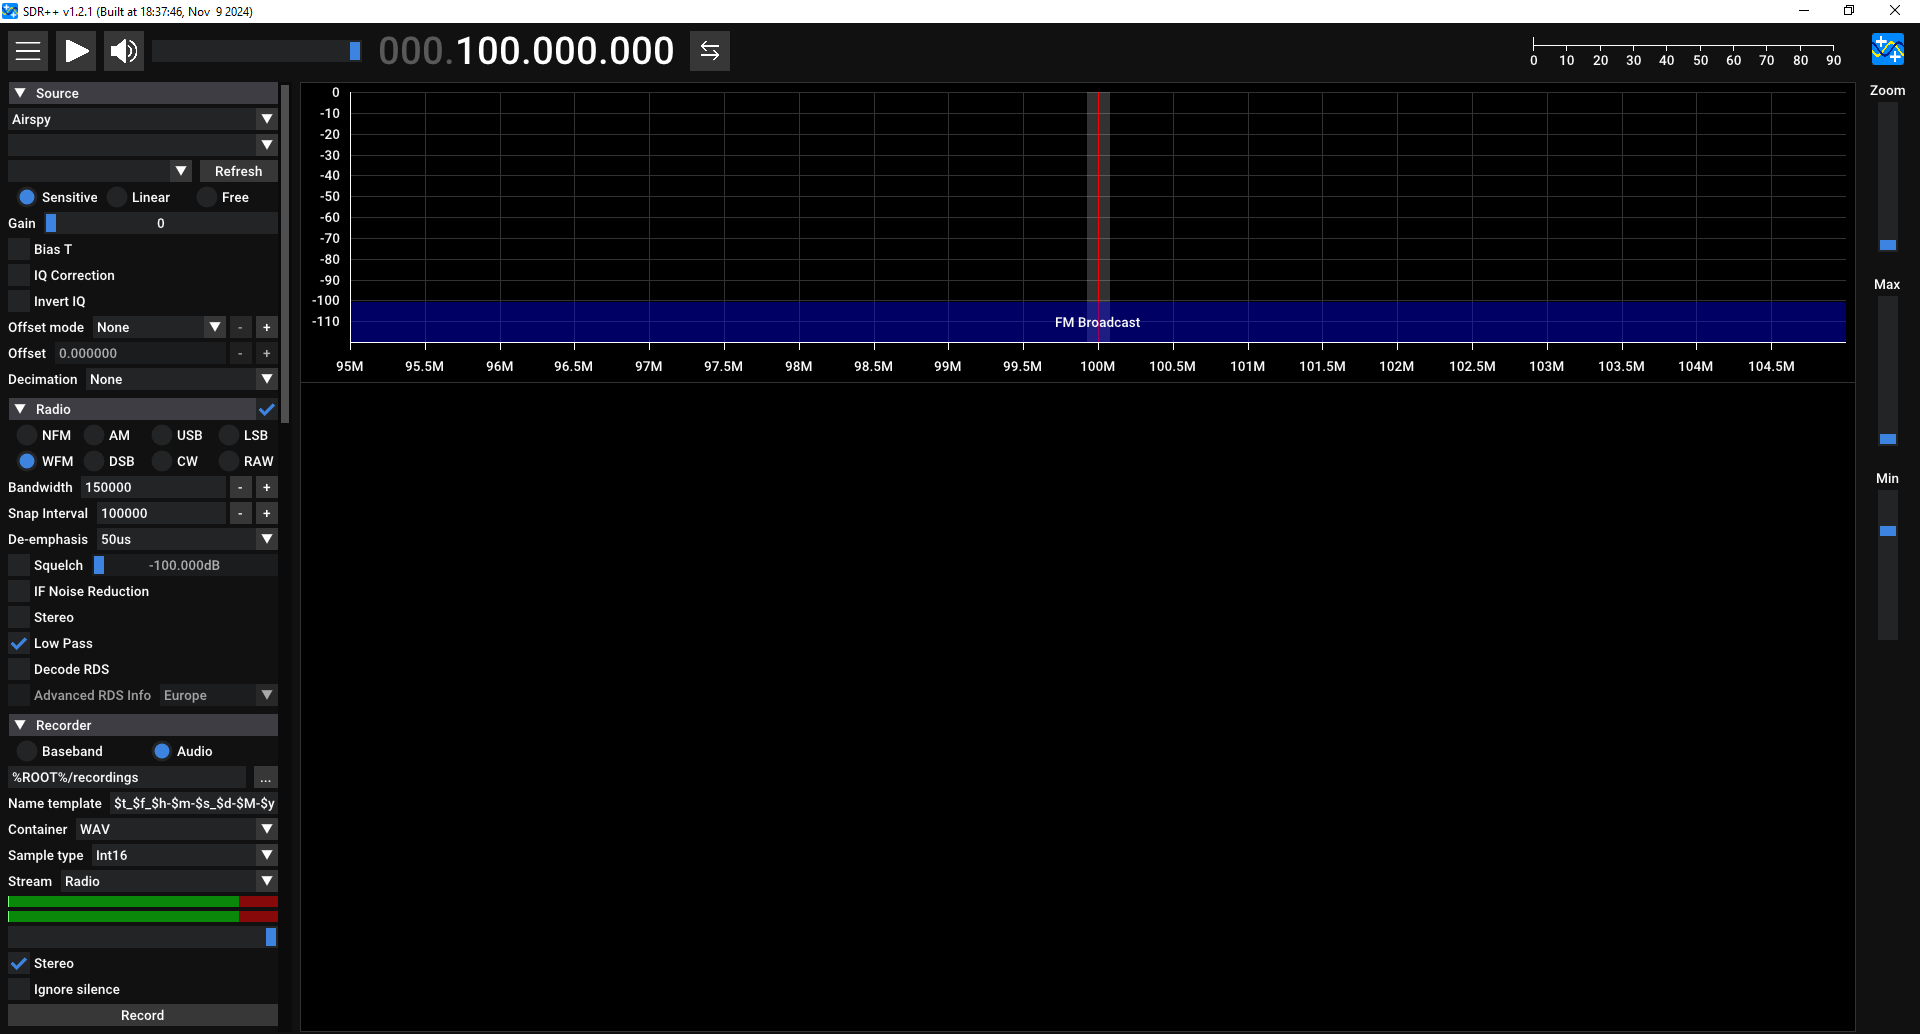 SDR++ v1.2.1 (Built at 18:37:46, Nov  9 2024)
000.100.000.000
0 10 20 30 40 50 60 70 80 90
Source
Airspy
Refresh
Sensitive Linear Free
Gain 0
Bias T
IQ Correction
Invert IQ
Offset mode None - +
Offset 0.000000 - +
Decimation None
Radio
NFM AM USB LSB
WFM DSB CW RAW
Bandwidth 150000 - +
Snap Interval 100000 - +
De-emphasis 50us
Squelch -100.000dB
IF Noise Reduction
Stereo
Low Pass
Decode RDS
Advanced RDS Info Europe
Recorder
Baseband Audio
%ROOT%/recordings ...
Name template $t_$f_$h-$m-$s_$d-$M-$y
Container WAV
Sample type Int16
Stream Radio
Stereo
Ignore silence
Record
0
-10
-20
-30
-40
-50
-60
-70
-80
-90
-100
-110
FM Broadcast
95M 95.5M 96M 96.5M 97M 97.5M 98M 98.5M 99M 99.5M 100M 100.5M 101M 101.5M 102M 102.5M 103M 103.5M 104M 104.5M
Zoom
Max
Min